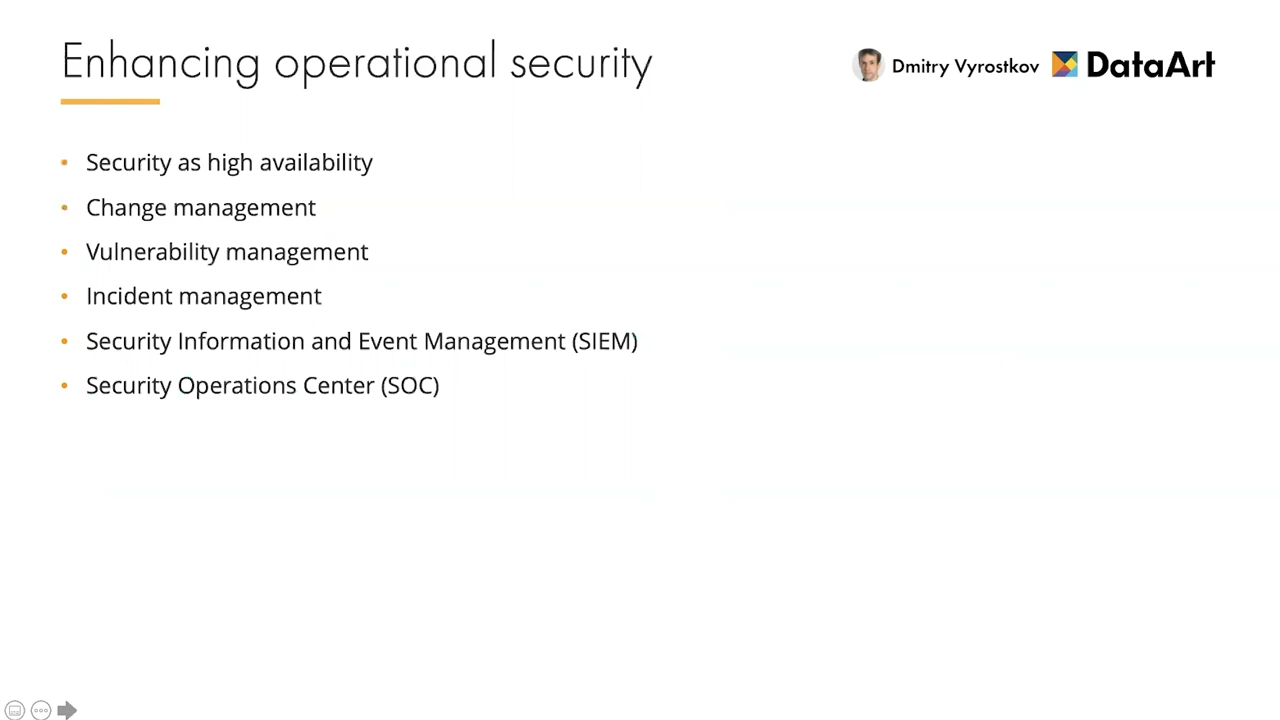 Enhancing operational security
Dmitry Vyrostkov DataArt
• Security as high availability
• Change management
• Vulnerability management
• Incident management
• Security Information and Event Management (SIEM)
• Security Operations Center (SOC)